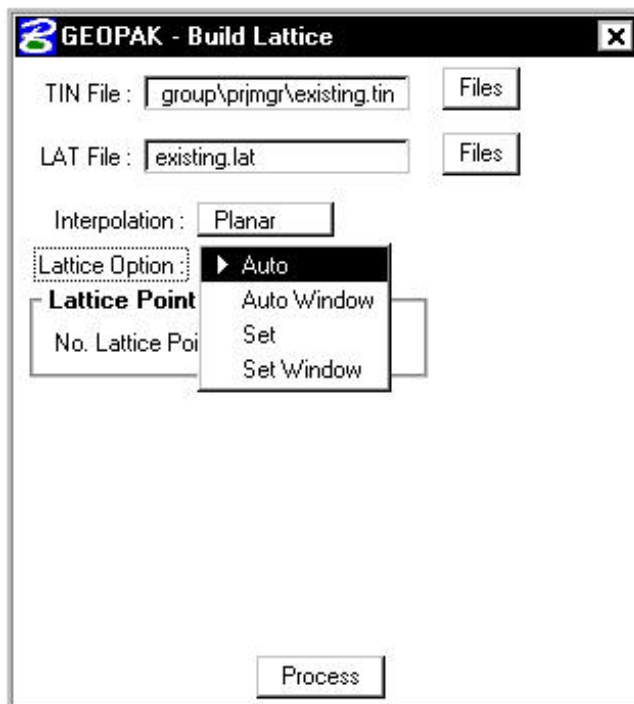 GEOPAK - Build Lattice
TIN File : group\prjmgr\existing.tin Files
LAT File : existing.lat Files
Interpolation : Planar
Lattice Option : Auto
Lattice Point Auto Window
No. Lattice Poi Set
Set Window
Process